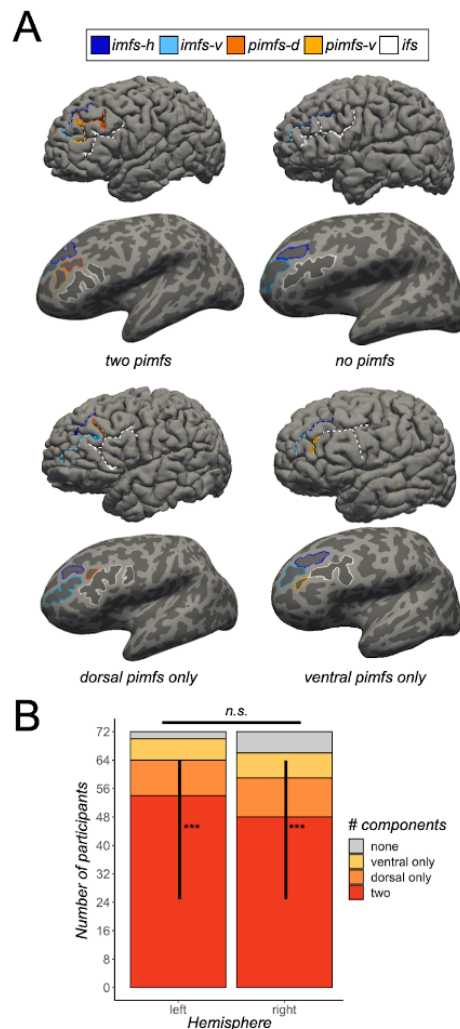 A
imfs-h imfs-v pimfs-d pimfs-v ifs
two pimfs no pimfs
dorsal pimfs only ventral pimfs only
B
n.s.
72
64
56
48
40
32
24
16
8
0
Number of participants
*** ***
# components
none
ventral only
dorsal only
two
left right
Hemisphere